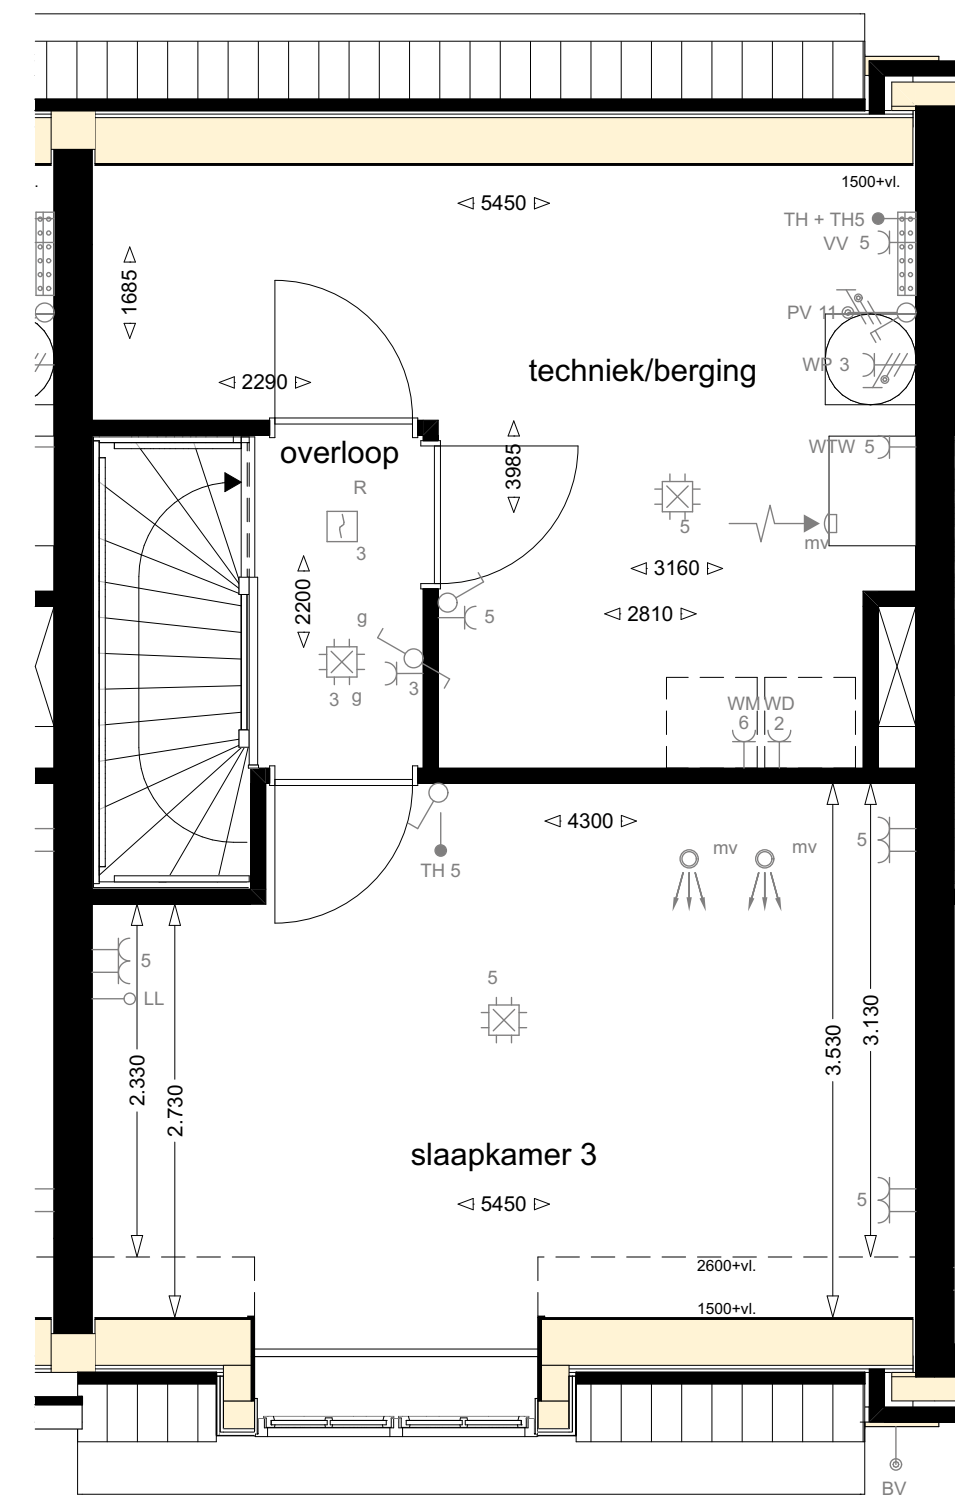 1500+vl.
5450
TH + TH5
VV 5
1685
PV 11
WP 3
techniek/berging
2290
overloop
3985
WTW 5
R
5
mv
3
3160
2200
g
5
2810
3
3 g
WM WD
6 2
4300
mv mv
5
TH 5
5
5
LL
3.530
3.130
2.330
2.730
slaapkamer 3
5
5450
2600+vl.
1500+vl.
BV